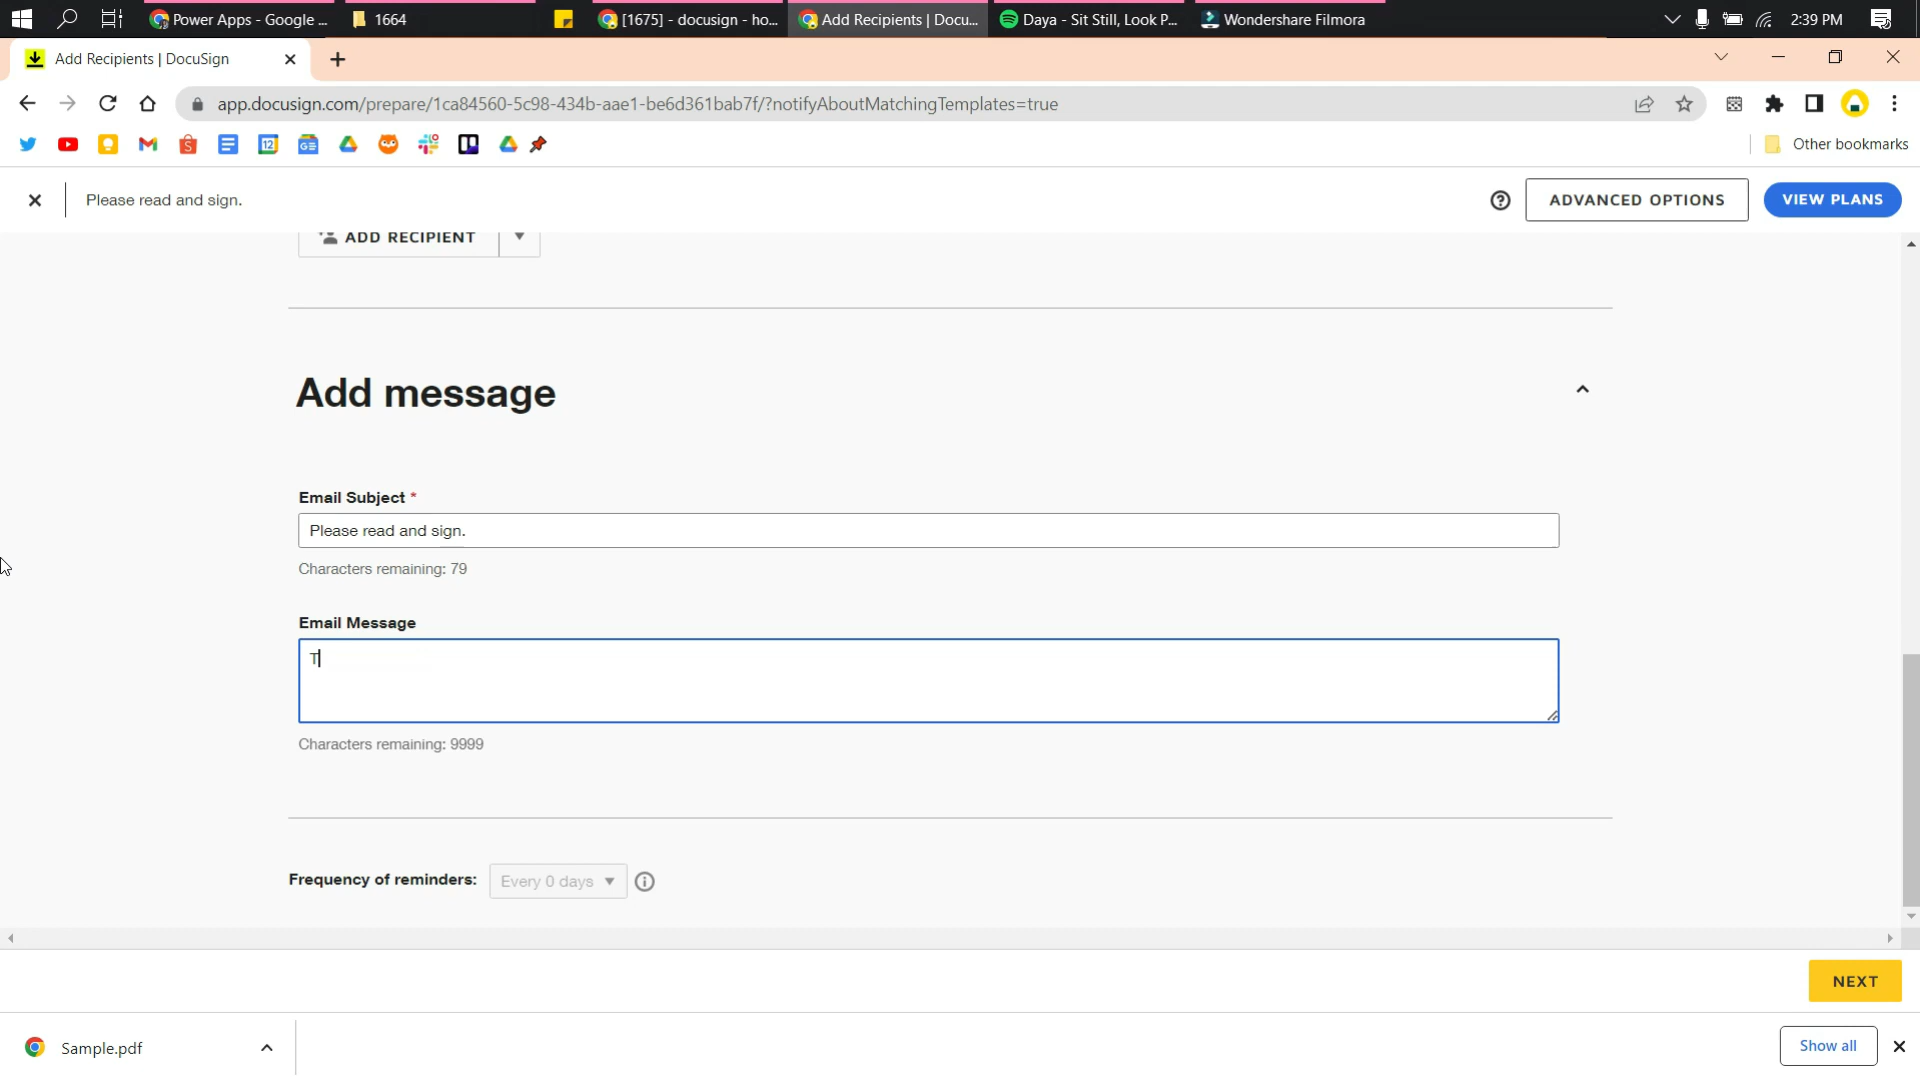 Power Apps - Google ...
1664
[1675] - docusign - ho...
Add Recipients | Docu...
Daya - Sit Still, Look P...
Wondershare Filmora
2:39 PM
Add Recipients | DocuSign
app.docusign.com/prepare/1ca84560-5c98-434b-aae1-be6d361bab7f/?notifyAboutMatchingTemplates=true
Other bookmarks
Please read and sign.
ADVANCED OPTIONS
VIEW PLANS
ADD RECIPIENT
Add message
Email Subject *
Please read and sign.
Characters remaining: 79
Email Message
T
Characters remaining: 9999
Frequency of reminders:
Every 0 days
NEXT
Sample.pdf
Show all